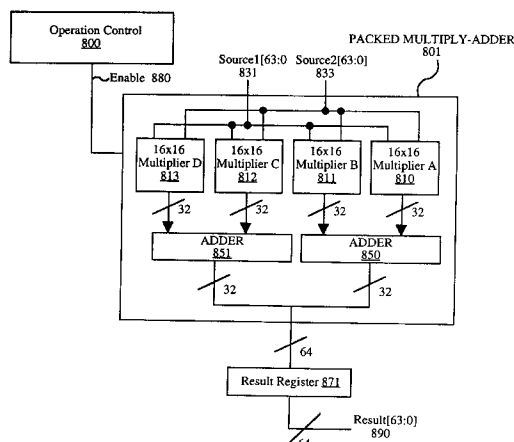 Operation Control
800
PACKED MULTIPLY-ADDER
801
Source1[63:0]
831
Source2[63:0]
833
Enable 880
16x16
Multiplier D
813
16x16
Multiplier C
812
16x16
Multiplier B
811
16x16
Multiplier A
810
32
32
32
32
ADDER
851
ADDER
850
32
32
64
Result Register 871
Result[63:0]
890
64